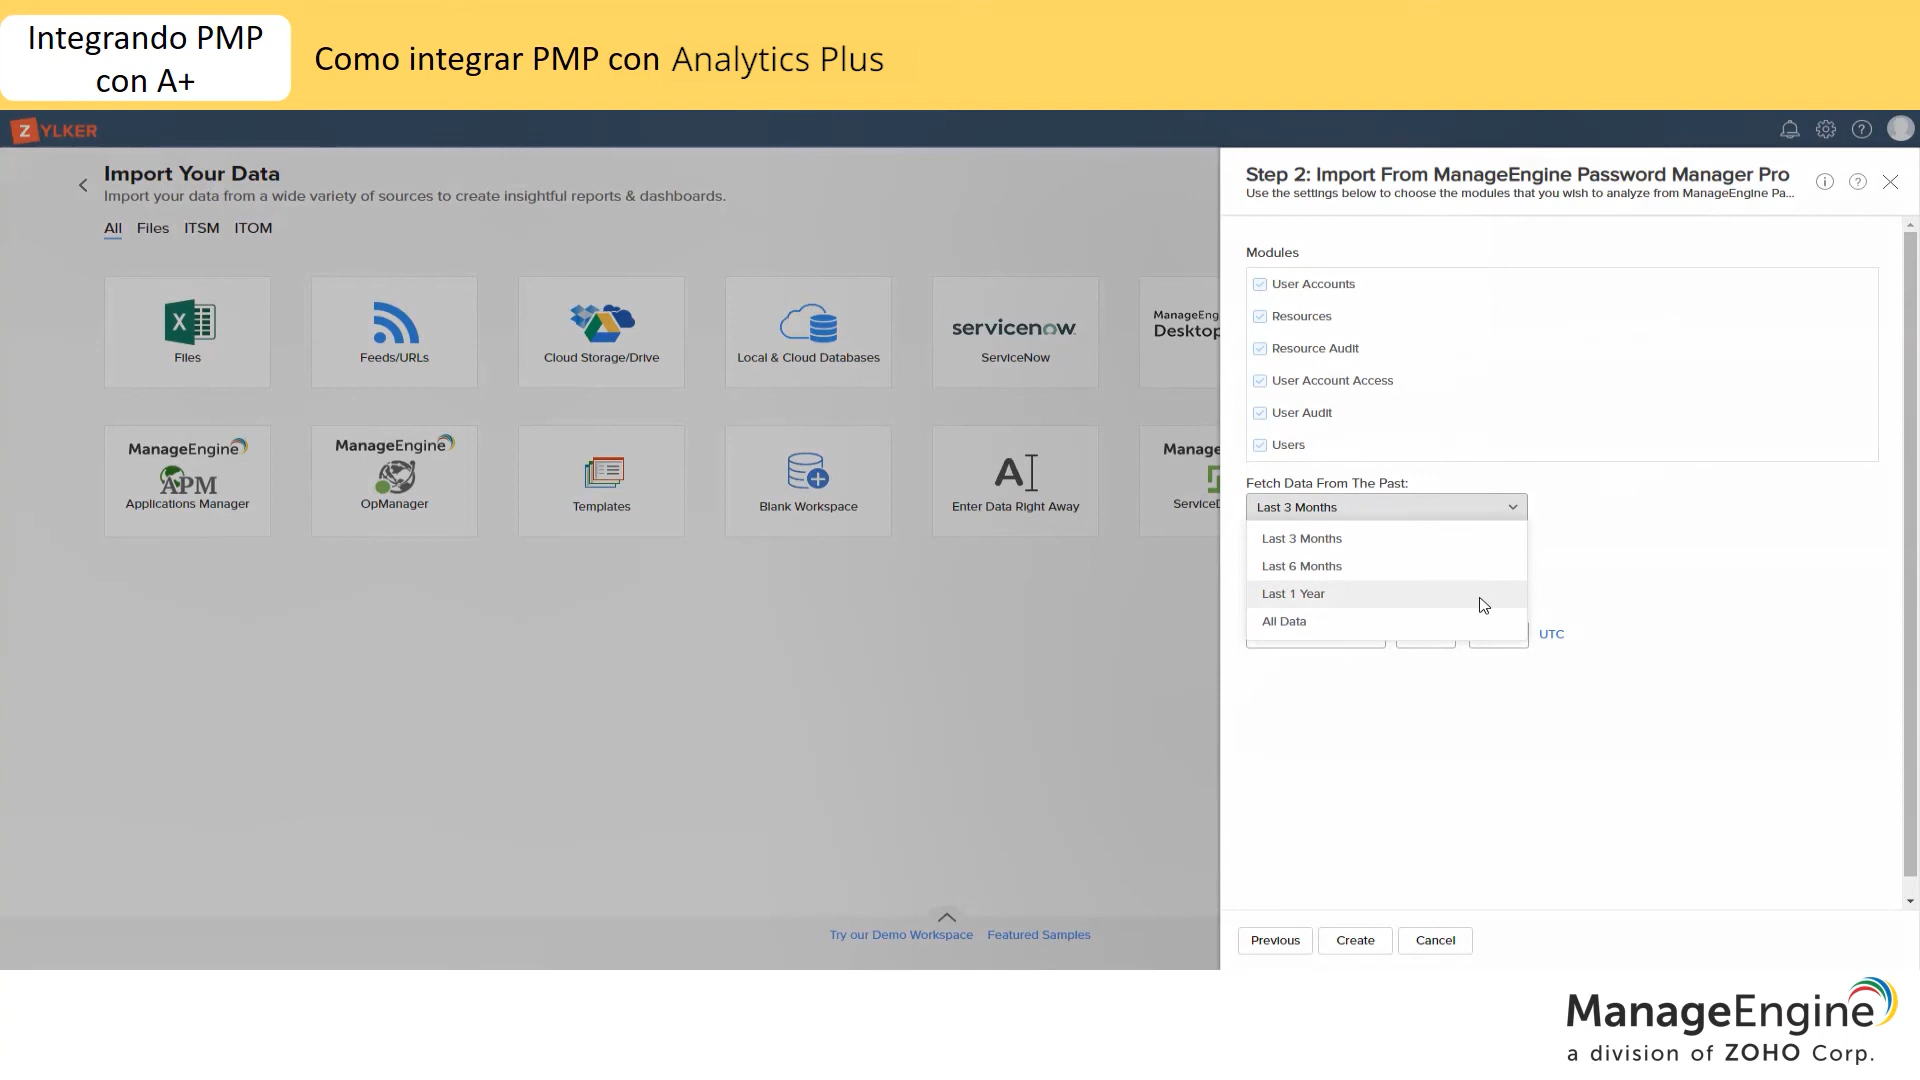 Integrando PMP
con A+
Como integrar PMP con Analytics Plus
ZYLKER
Import Your Data
Import your data from a wide variety of sources to create insightful reports & dashboards.
All Files ITSM ITOM
Files
Feeds/URLs
Cloud Storage/Drive
Local & Cloud Databases
servicenow
ServiceNow
ManageEng
Desktop
ManageEngine
APM
Applications Manager
ManageEngine
OpManager
Templates
Blank Workspace
AI
Enter Data Right Away
Manage
ServiceD
Try our Demo Workspace Featured Samples
Step 2: Import From ManageEngine Password Manager Pro
Use the settings below to choose the modules that you wish to analyze from ManageEngine Pa...
Modules
User Accounts
Resources
Resource Audit
User Account Access
User Audit
Users
Fetch Data From The Past:
Last 3 Months
Last 3 Months
Last 6 Months
Last 1 Year
All Data
UTC
Previous Create Cancel
ManageEngine
a division of ZOHO Corp.